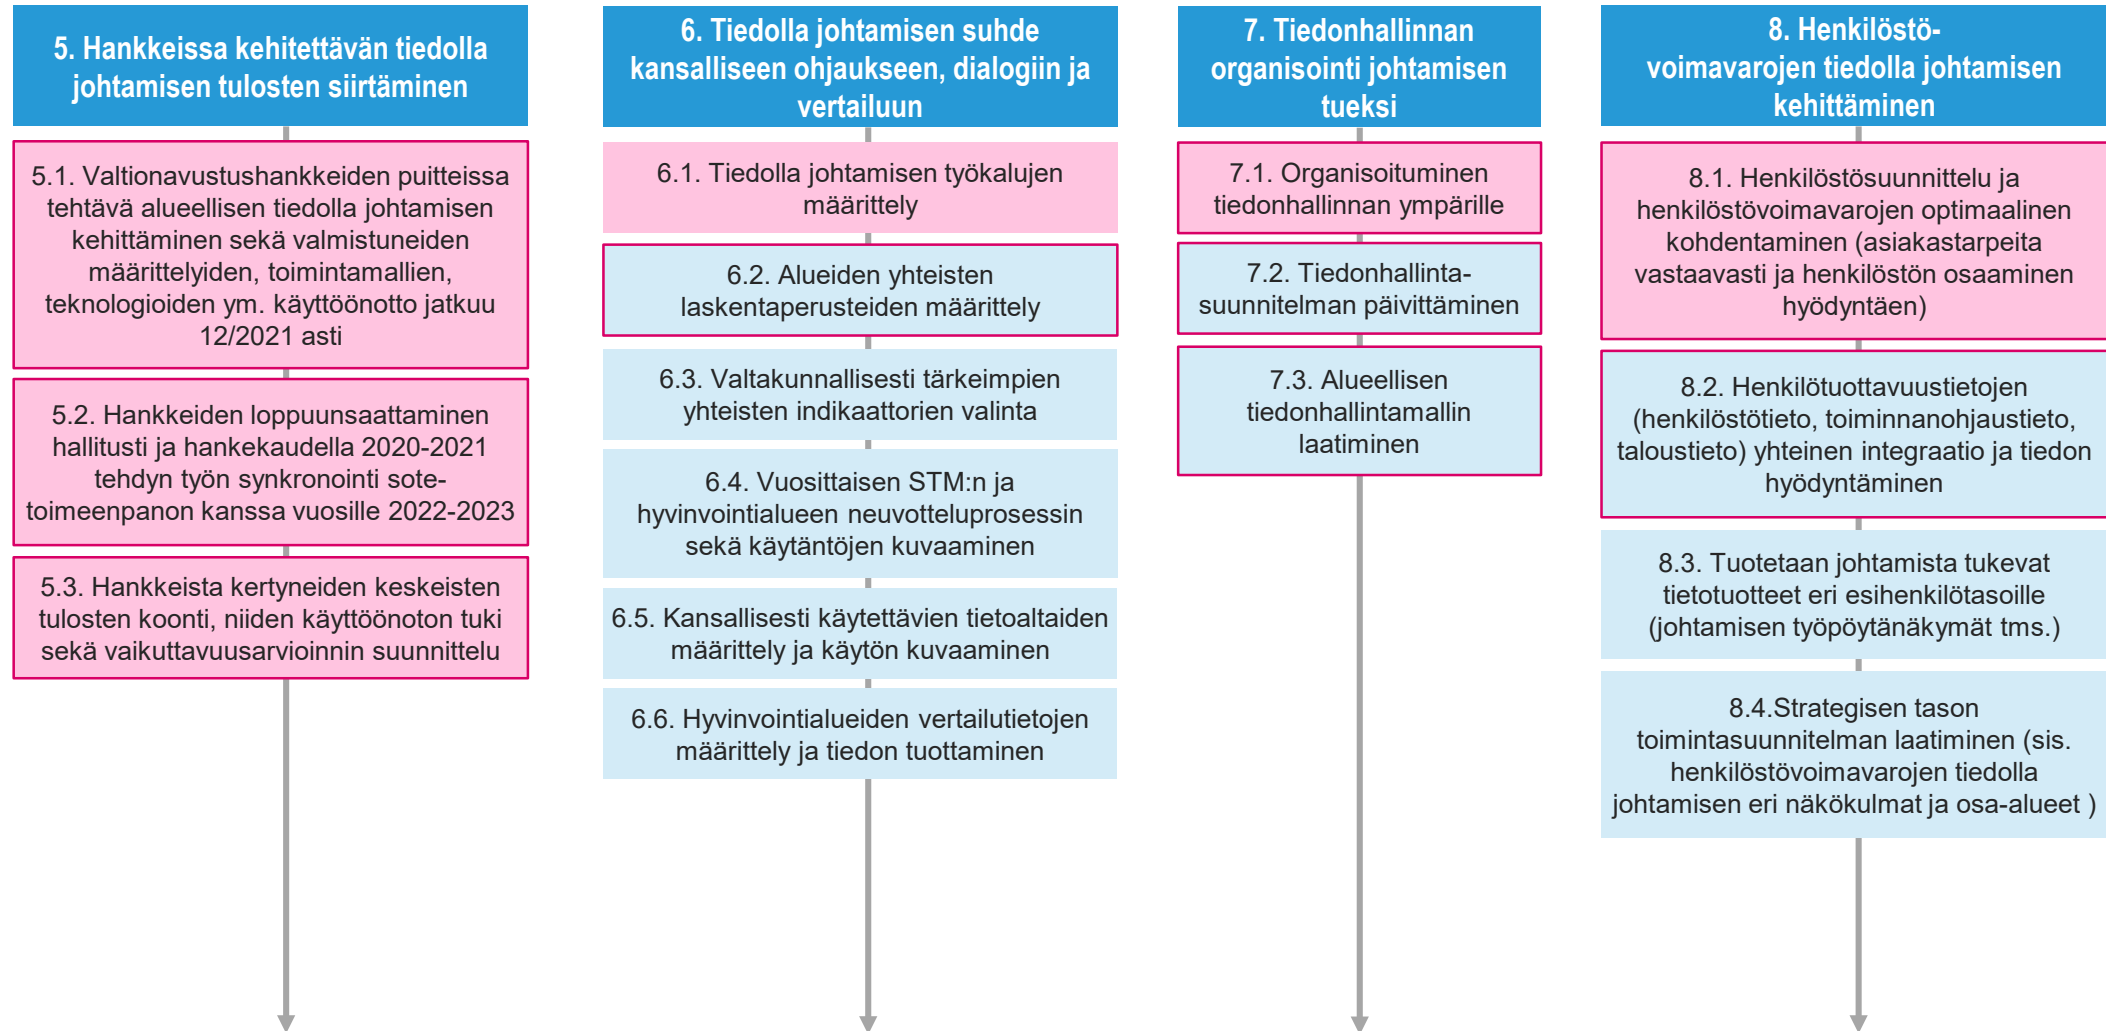 5. Hankkeissa kehitettävän tiedolla
johtamisen tulosten siirtäminen
5.1. Valtionavustushankkeiden puitteissa
tehtävä alueellisen tiedolla johtamisen
kehittäminen sekä valmistuneiden
määrittelyiden, toimintamallien,
teknologioiden ym. käyttöönotto jatkuu
12/2021 asti
5.2. Hankkeiden loppuunsaattaminen
hallitusti ja hankekaudella 2020-2021
tehdyn työn synkronointi sote-
toimeenpanon kanssa vuosille 2022-2023
5.3. Hankkeista kertyneiden keskeisten
tulosten koonti, niiden käyttöönoton tuki
sekä vaikuttavuusarvioinnin suunnittelu
6. Tiedolla johtamisen suhde
kansalliseen ohjaukseen, dialogiin ja
vertailuun
6.1. Tiedolla johtamisen työkalujen
määrittely
6.2. Alueiden yhteisten
laskentaperusteiden määrittely
6.3. Valtakunnallisesti tärkeimpien
yhteisten indikaattorien valinta
6.4. Vuosittaisen STM:n ja
hyvinvointialueen neuvotteluprosessin
sekä käytäntöjen kuvaaminen
6.5. Kansallisesti käytettävien tietoaltaiden
määrittely ja käytön kuvaaminen
6.6. Hyvinvointialueiden vertailutietojen
määrittely ja tiedon tuottaminen
7. Tiedonhallinnan
organisointi johtamisen
tueksi
7.1. Organisoituminen
tiedonhallinnan ympärille
7.2. Tiedonhallinta-
suunnitelman päivittäminen
7.3. Alueellisen
tiedonhallintamallin
laatiminen
8. Henkilöstö-
voimavarojen tiedolla johtamisen
kehittäminen
8.1. Henkilöstösuunnittelu ja
henkilöstövoimavarojen optimaalinen
kohdentaminen (asiakastarpeita
vastaavasti ja henkilöstön osaaminen
hyödyntäen)
8.2. Henkilötuottavuustietojen
(henkilöstötieto, toiminnanohjaustieto,
taloustieto) yhteinen integraatio ja tiedon
hyödyntäminen
8.3. Tuotetaan johtamista tukevat
tietotuotteet eri esihenkilötasoille
(johtamisen työpöytänäkymät tms.)
8.4.Strategisen tason
toimintasuunnitelman laatiminen (sis.
henkilöstövoimavarojen tiedolla
johtamisen eri näkökulmat ja osa-alueet )